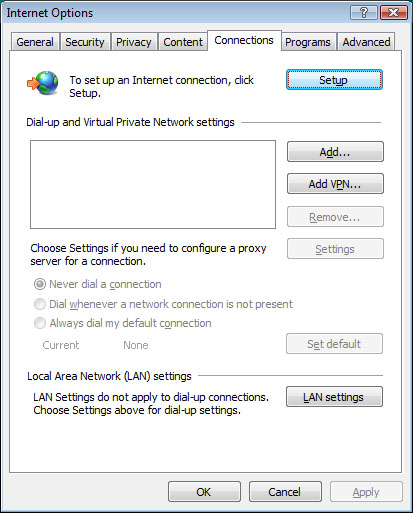 Internet Options
?
General Security Privacy Content Connections Programs Advanced
To set up an Internet connection, click
Setup.
Setup
Dial-up and Virtual Private Network settings
Add...
Add VPN...
Remove...
Choose Settings if you need to configure a proxy
server for a connection.
Settings
Never dial a connection
Dial whenever a network connection is not present
Always dial my default connection
Current None
Set default
Local Area Network (LAN) settings
LAN Settings do not apply to dial-up connections.
Choose Settings above for dial-up settings.
LAN settings
OK Cancel Apply